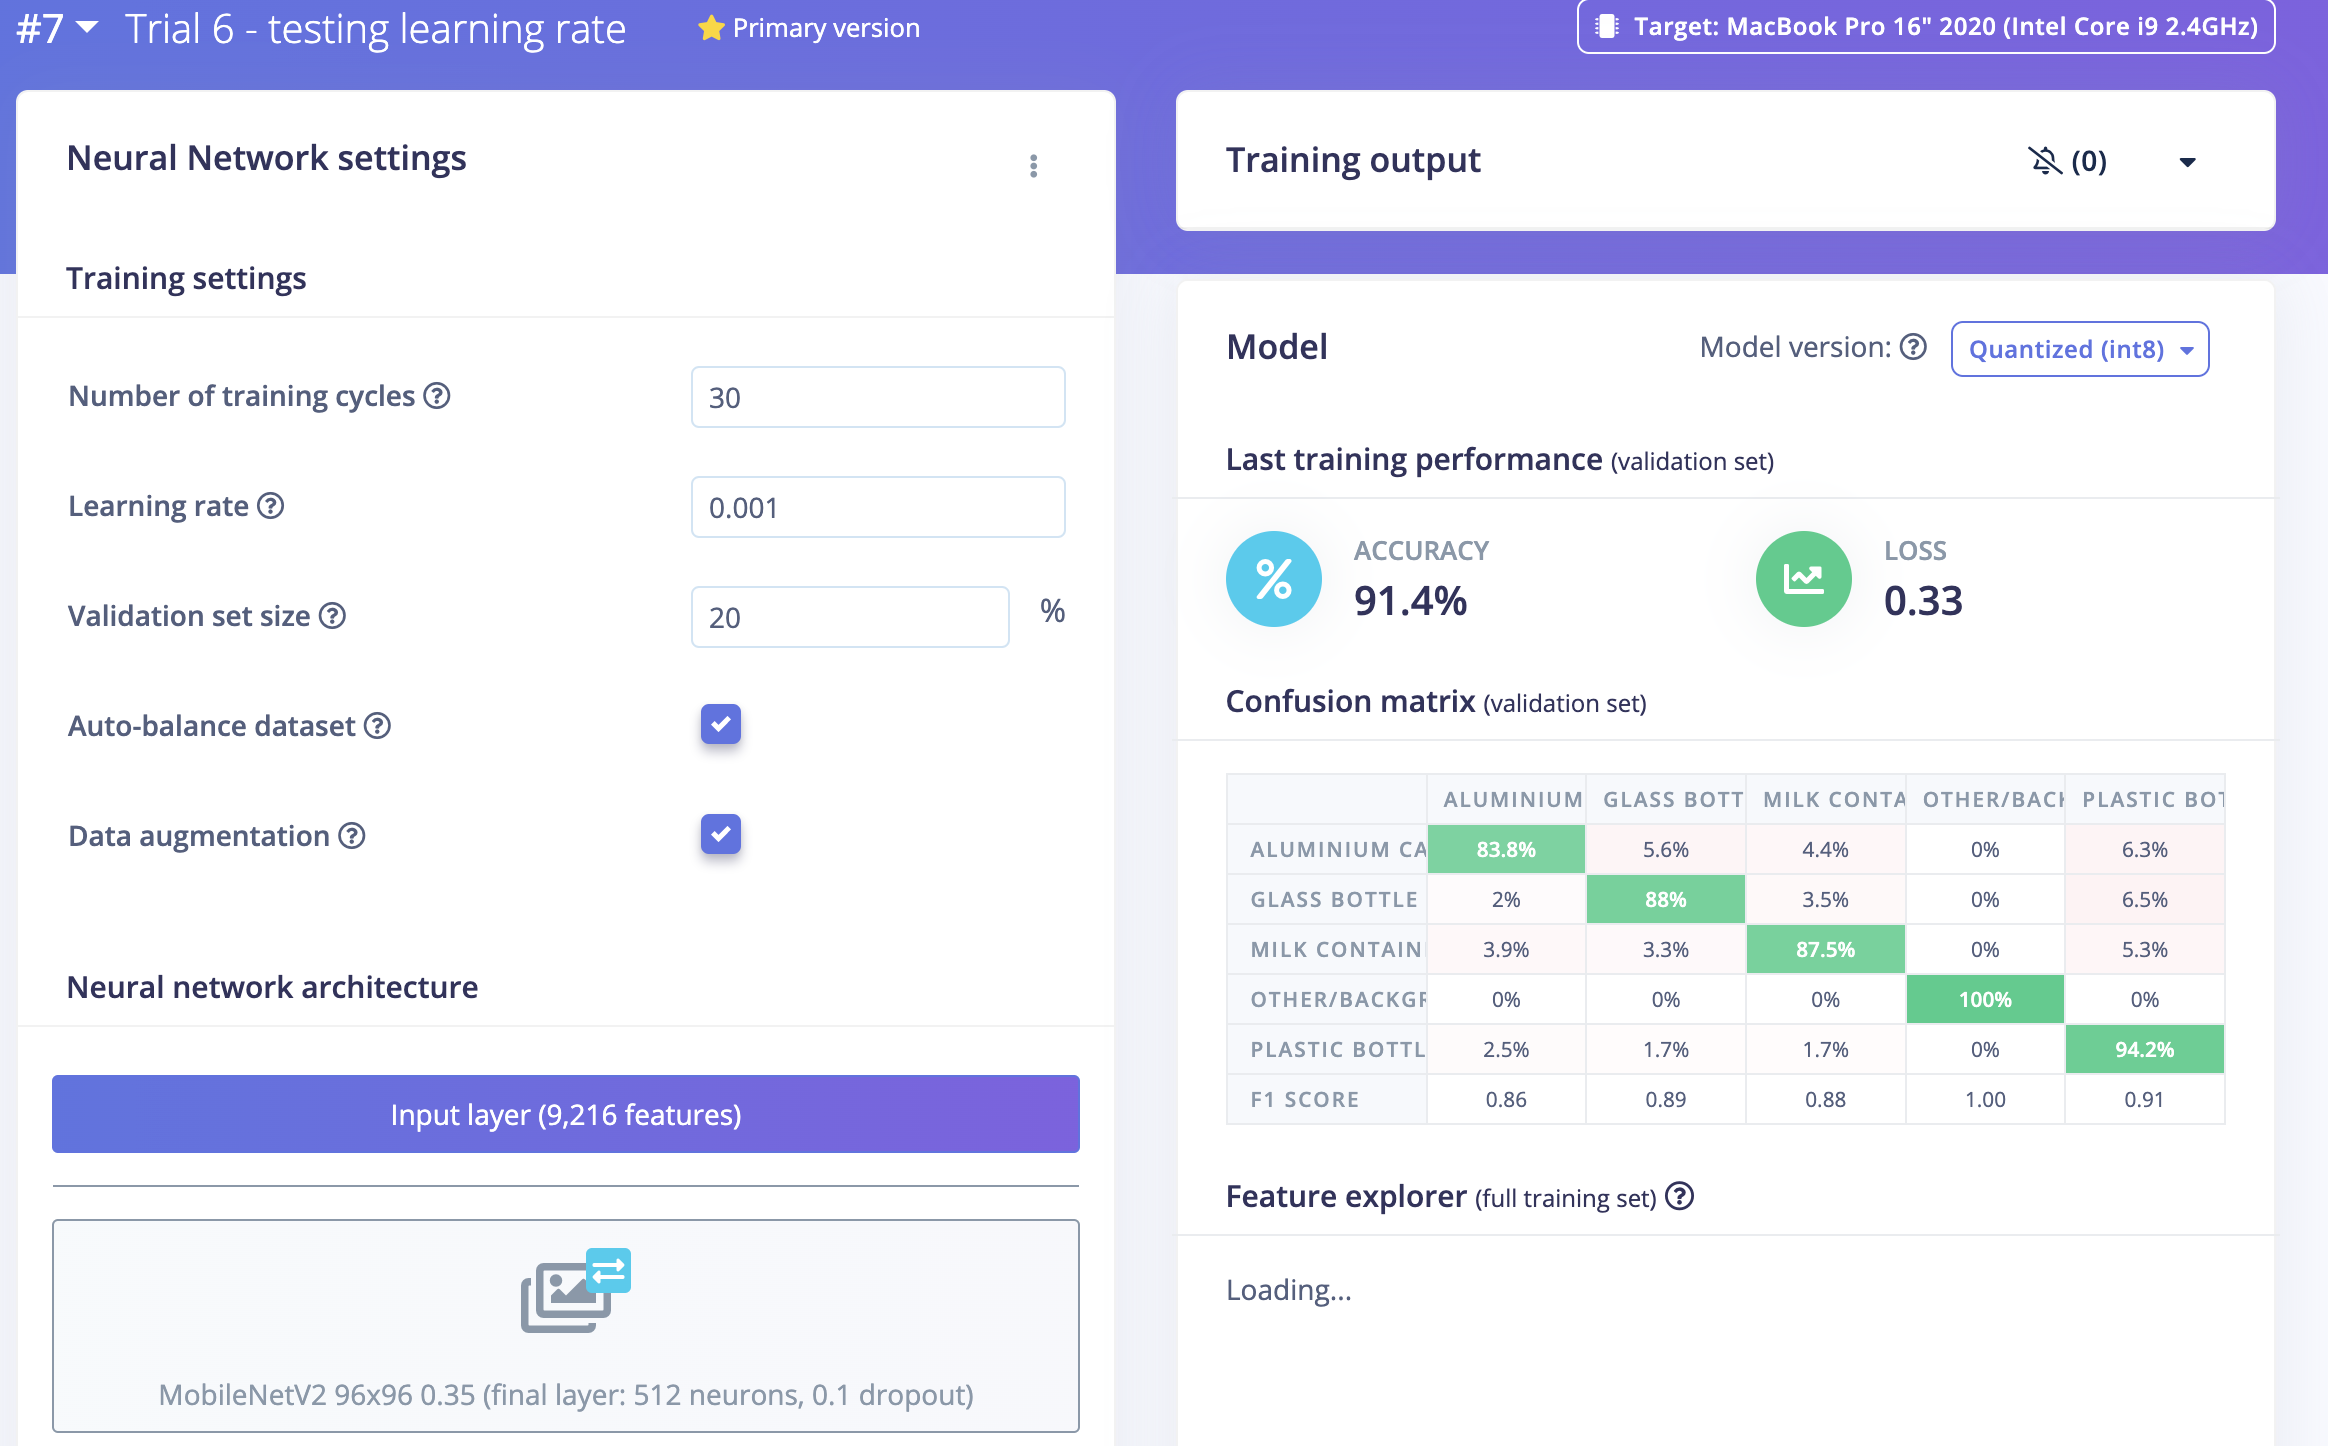 #7 Trial 6 - testing learning rate Primary version Target: MacBook Pro 16" 2020 (Intel Core i9 2.4GHz)
Neural Network settings
Training settings
Number of training cycles ? 30
Learning rate ? 0.001
Validation set size ? 20 %
Auto-balance dataset ?
Data augmentation ?
Neural network architecture
Input layer (9,216 features)
MobileNetV2 96x96 0.35 (final layer: 512 neurons, 0.1 dropout)
Training output (0)
Model Model version: ? Quantized (int8)
Last training performance (validation set)
% ACCURACY LOSS
91.4% 0.33
Confusion matrix (validation set)
ALUMINIUM GLASS BOTT MILK CONTA OTHER/BACK PLASTIC BOT
ALUMINIUM CA 83.8% 5.6% 4.4% 0% 6.3%
GLASS BOTTLE 2% 88% 3.5% 0% 6.5%
MILK CONTAIN 3.9% 3.3% 87.5% 0% 5.3%
OTHER/BACKGR 0% 0% 0% 100% 0%
PLASTIC BOTTL 2.5% 1.7% 1.7% 0% 94.2%
F1 SCORE 0.86 0.89 0.88 1.00 0.91
Feature explorer (full training set) ?
Loading...